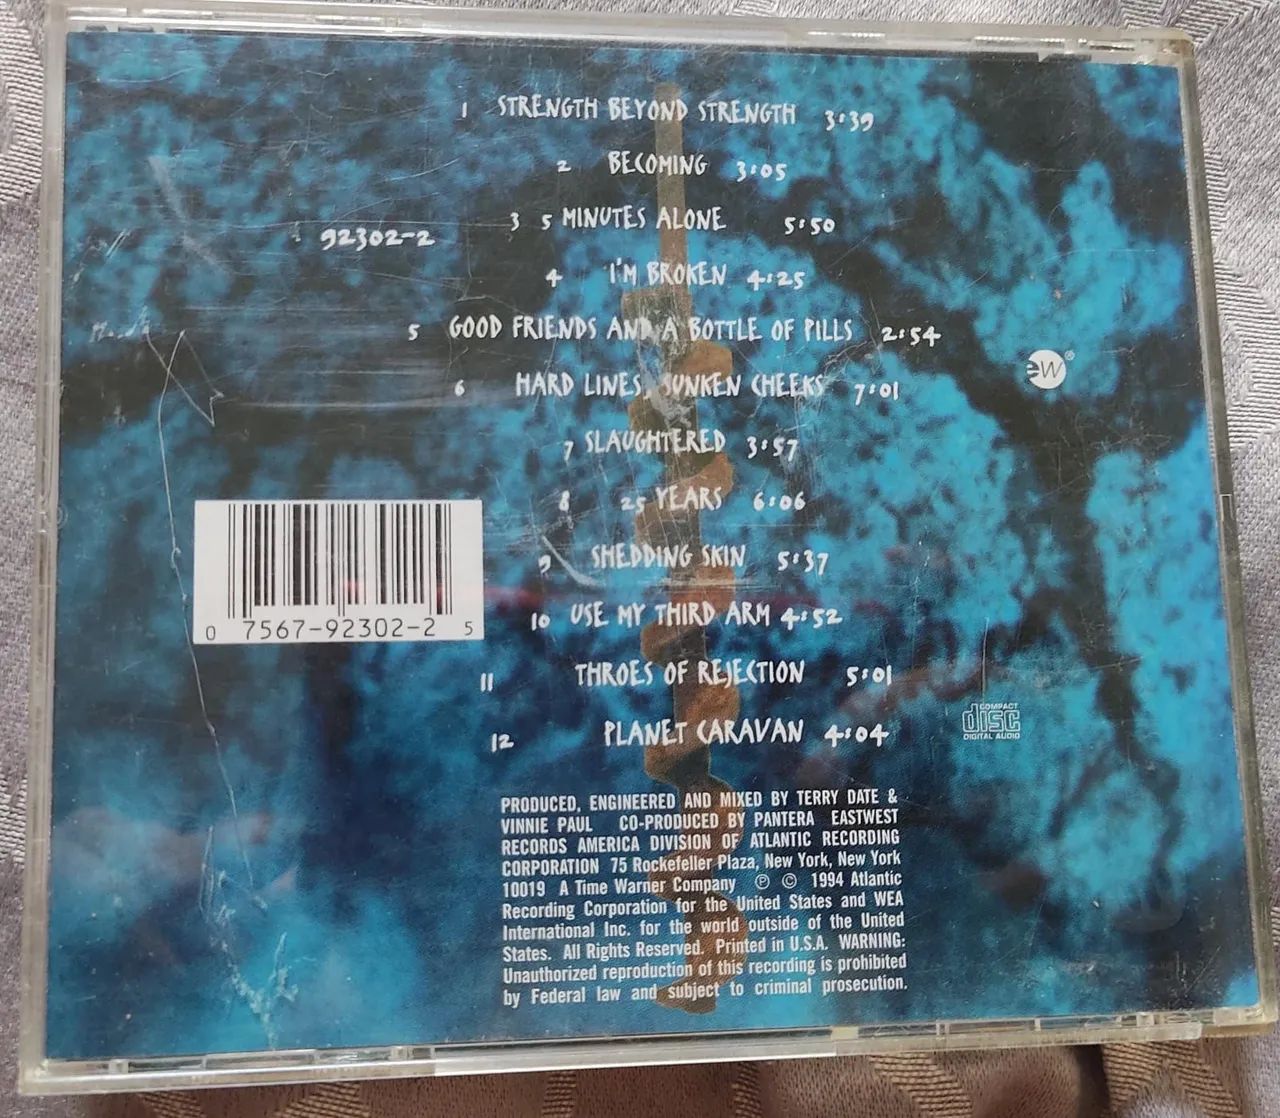 1 STRENGTH BEYOND STRENGTH 3:39
2 BECOMING 3:05
3 5 MINUTES ALONE 5:50
92302-2
4 I'M BROKEN 4:25
5 GOOD FRIENDS AND A BOTTLE OF PILLS 2:54
6 HARD LINES, SUNKEN CHEEKS 7:01
ew®
7 SLAUGHTERED 3:57
8 25 YEARS 6:06
9 SHEDDING SKIN 5:37
10 USE MY THIRD ARM 4:52
0 7567-92302-2 5
11 THROES OF REJECTION 5:01
12 PLANET CARAVAN 4:04
COMPACT
disc
DIGITAL AUDIO
PRODUCED, ENGINEERED AND MIXED BY TERRY DATE &
VINNIE PAUL CO-PRODUCED BY PANTERA EASTWEST
RECORDS AMERICA DIVISION OF ATLANTIC RECORDING
CORPORATION 75 Rockefeller Plaza, New York, New York
10019 A Time Warner Company ℗ © 1994 Atlantic
Recording Corporation for the United States and WEA
International Inc. for the world outside of the United
States. All Rights Reserved. Printed in U.S.A. WARNING:
Unauthorized reproduction of this recording is prohibited
by Federal law and subject to criminal prosecution.